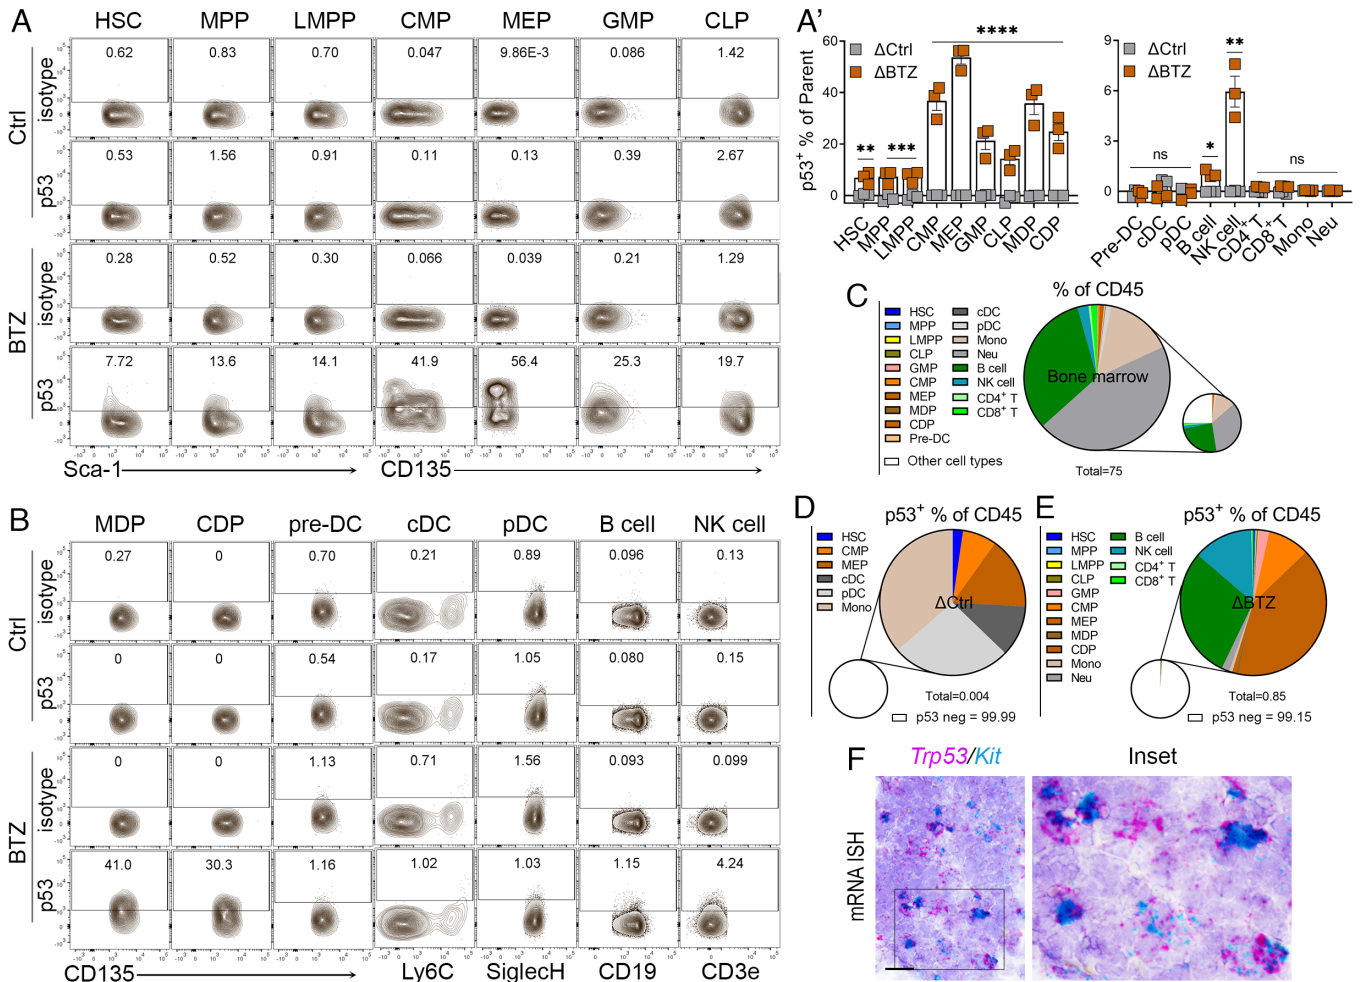 A
HSC MPP LMPP CMP MEP GMP CLP
Ctrl
isotype
0.62 0.83 0.70 0.047 9.86E-3 0.086 1.42
p53
0.53 1.56 0.91 0.11 0.13 0.39 2.67
BTZ
isotype
0.28 0.52 0.30 0.066 0.039 0.21 1.29
p53
7.72 13.6 14.1 41.9 56.4 25.3 19.7
Sca-1 CD135
A'
p53+ % of Parent
60
40
20
0
ΔCtrl
ΔBTZ
** *** ****
HSC MPP LMPP CMP MEP GMP CLP MDP CDP
9
6
3
0
ΔCtrl
ΔBTZ
ns * ** ns
Pre-DC cDC pDC B cell NK cell CD4+ T CD8+ T Mono Neu
B
MDP CDP pre-DC cDC pDC B cell NK cell
Ctrl
isotype
0.27 0 0.70 0.21 0.89 0.096 0.13
p53
0 0 0.54 0.17 1.05 0.080 0.15
BTZ
isotype
0 0 1.13 0.71 1.56 0.093 0.099
p53
41.0 30.3 1.16 1.02 1.03 1.15 4.24
CD135 Ly6C SiglecH CD19 CD3e
C
% of CD45
HSC
MPP
LMPP
CLP
GMP
CMP
MEP
MDP
CDP
Pre-DC
cDC
pDC
Mono
Neu
B cell
NK cell
CD4+ T
CD8+ T
Other cell types
Bone marrow
Total=75
D
p53+ % of CD45
HSC
CMP
MEP
cDC
pDC
Mono
ΔCtrl
Total=0.004
p53 neg = 99.99
E
p53+ % of CD45
HSC
MPP
LMPP
CLP
GMP
CMP
MEP
MDP
CDP
Mono
Neu
B cell
NK cell
CD4+ T
CD8+ T
ΔBTZ
Total=0.85
p53 neg = 99.15
F
Trp53/Kit Inset
mRNA ISH